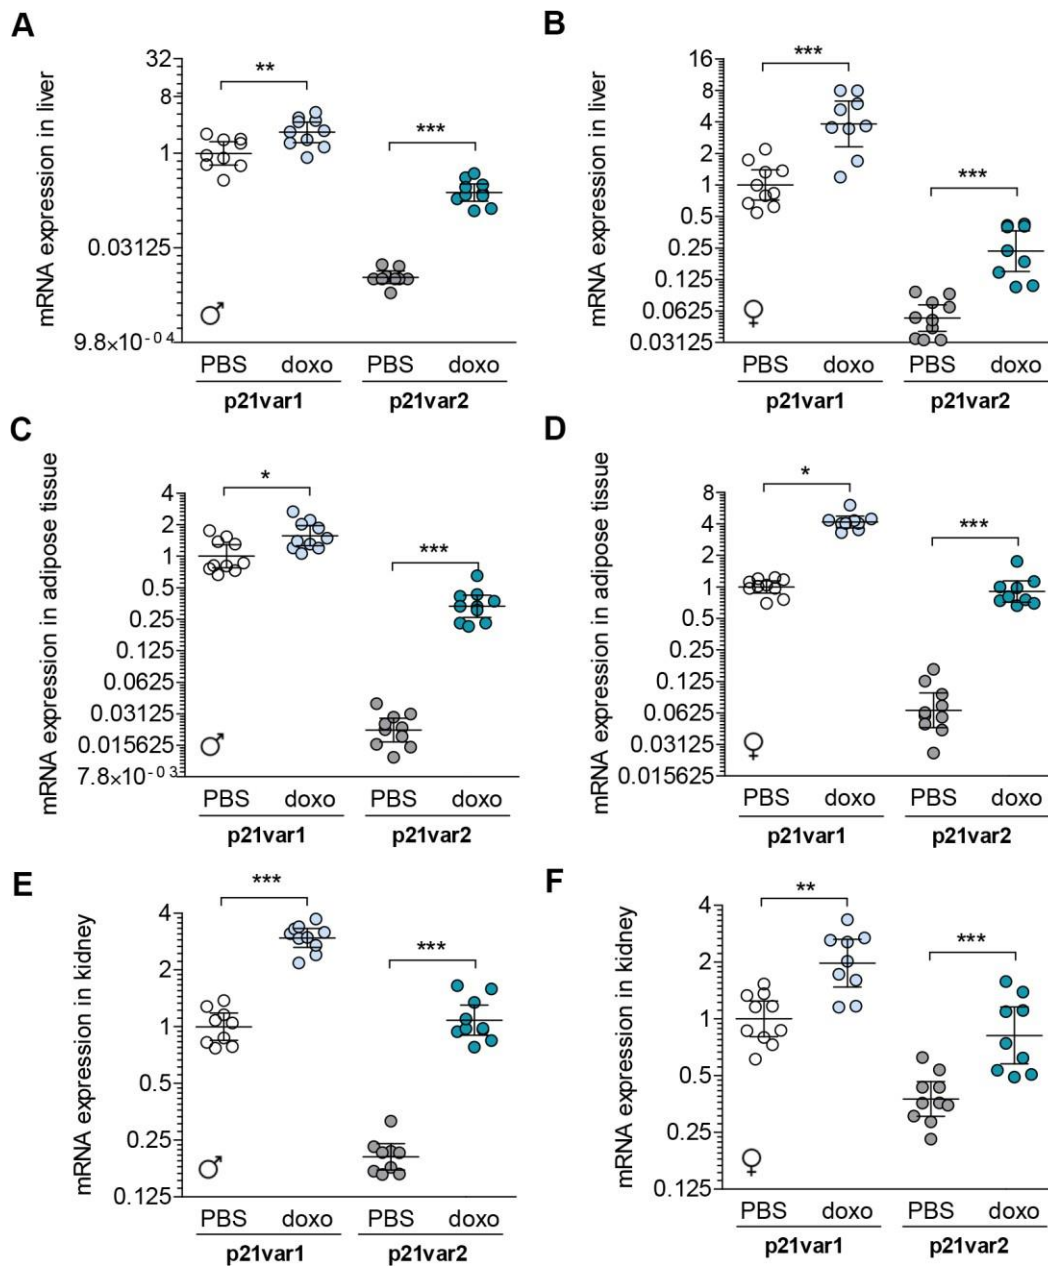 A
mRNA expression in liver
32
8
1
0.03125
9.8×10⁻⁰⁴
**
***
♂
PBS doxo PBS doxo
p21var1 p21var2
B
mRNA expression in liver
16
8
4
2
1
0.5
0.25
0.125
0.0625
0.03125
***
***
♀
PBS doxo PBS doxo
p21var1 p21var2
C
mRNA expression in adipose tissue
4
2
1
0.5
0.25
0.125
0.0625
0.03125
0.015625
7.8×10⁻⁰³
*
***
♂
PBS doxo PBS doxo
p21var1 p21var2
D
mRNA expression in adipose tissue
8
4
2
1
0.5
0.25
0.125
0.0625
0.03125
0.015625
*
***
♀
PBS doxo PBS doxo
p21var1 p21var2
E
mRNA expression in kidney
4
2
1
0.5
0.25
0.125
***
***
♂
PBS doxo PBS doxo
p21var1 p21var2
F
mRNA expression in kidney
4
2
1
0.5
0.25
0.125
**
***
♀
PBS doxo PBS doxo
p21var1 p21var2